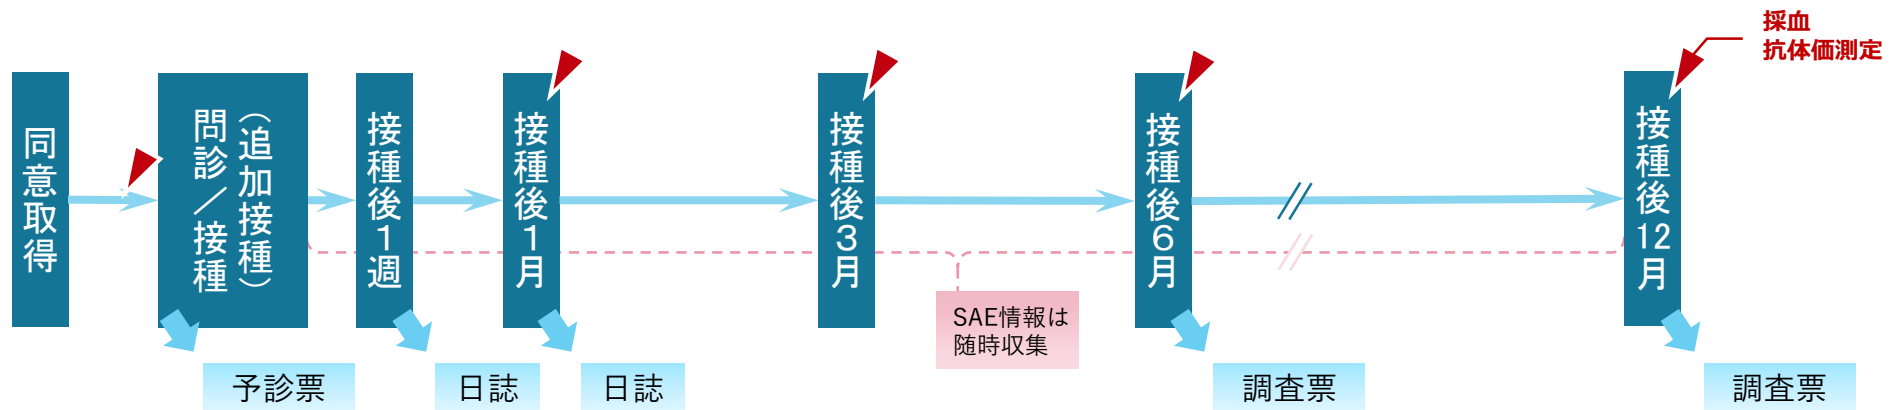 採血
抗体価測定
同意取得
問診／接種
（追加接種）
接種後１週
接種後１月
接種後３月
接種後６月
接種後12月
SAE情報は
随時収集
予診票
日誌
日誌
調査票
調査票